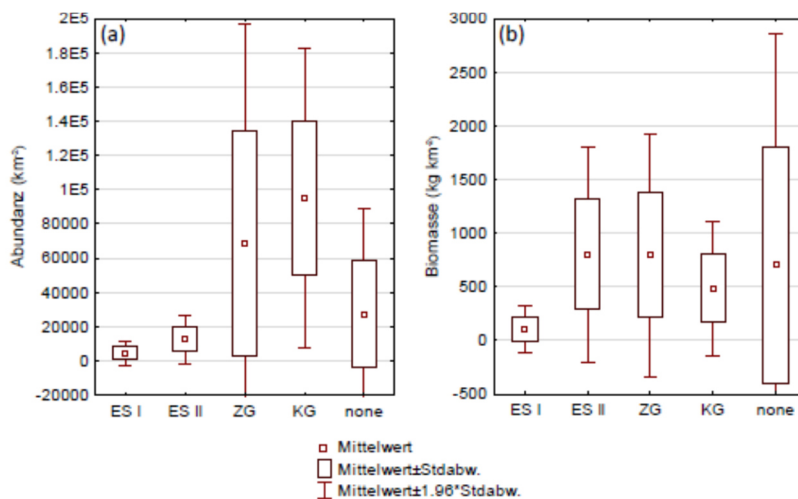 (a)
Abundanz (km⁻²)
2E5
1.8E5
1.6E5
1.4E5
1.2E5
1E5
80000
60000
40000
20000
0
-20000
ES I ES II ZG KG none
(b)
Biomasse (kg km²)
3000
2500
2000
1500
1000
500
0
-500
ES I ES II ZG KG none
Mittelwert
Mittelwert±Stdabw.
Mittelwert±1.96*Stdabw.